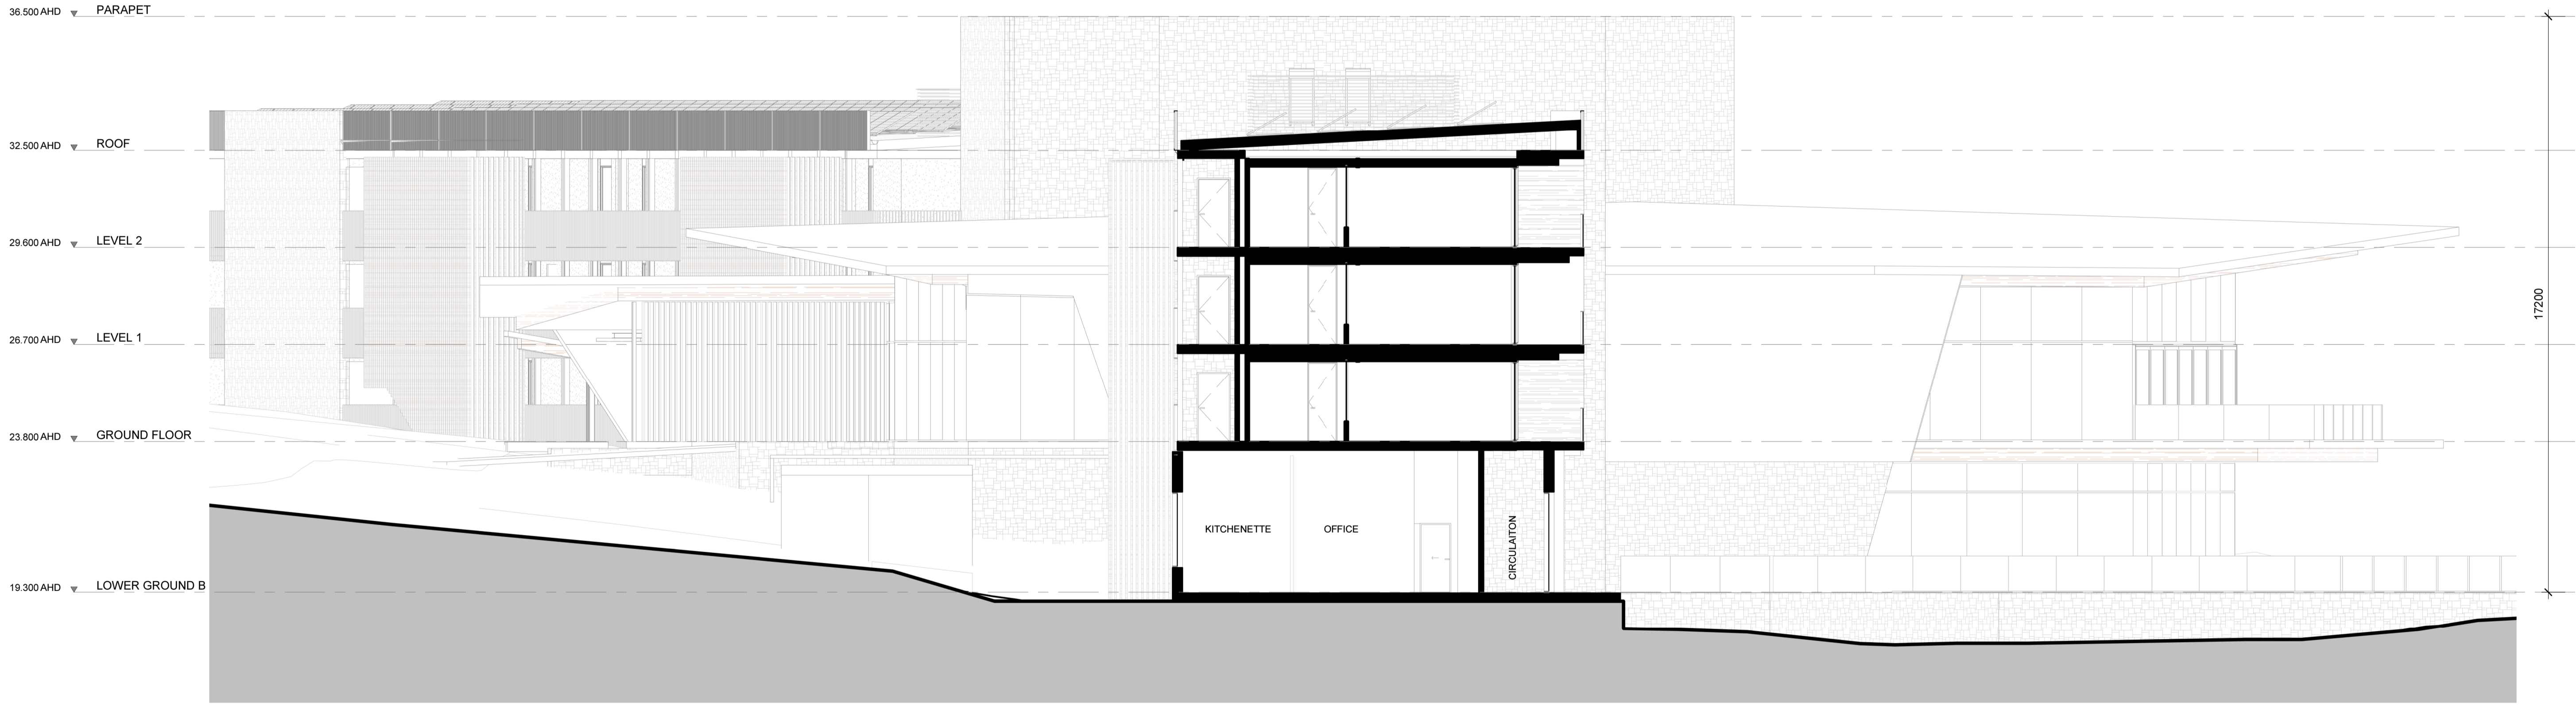 36.500 AHD PARAPET
32.500 AHD ROOF
29.600 AHD LEVEL 2
26.700 AHD LEVEL 1
23.800 AHD GROUND FLOOR
19.300 AHD LOWER GROUND B
KITCHENETTE
OFFICE
CIRCULAITON
17200